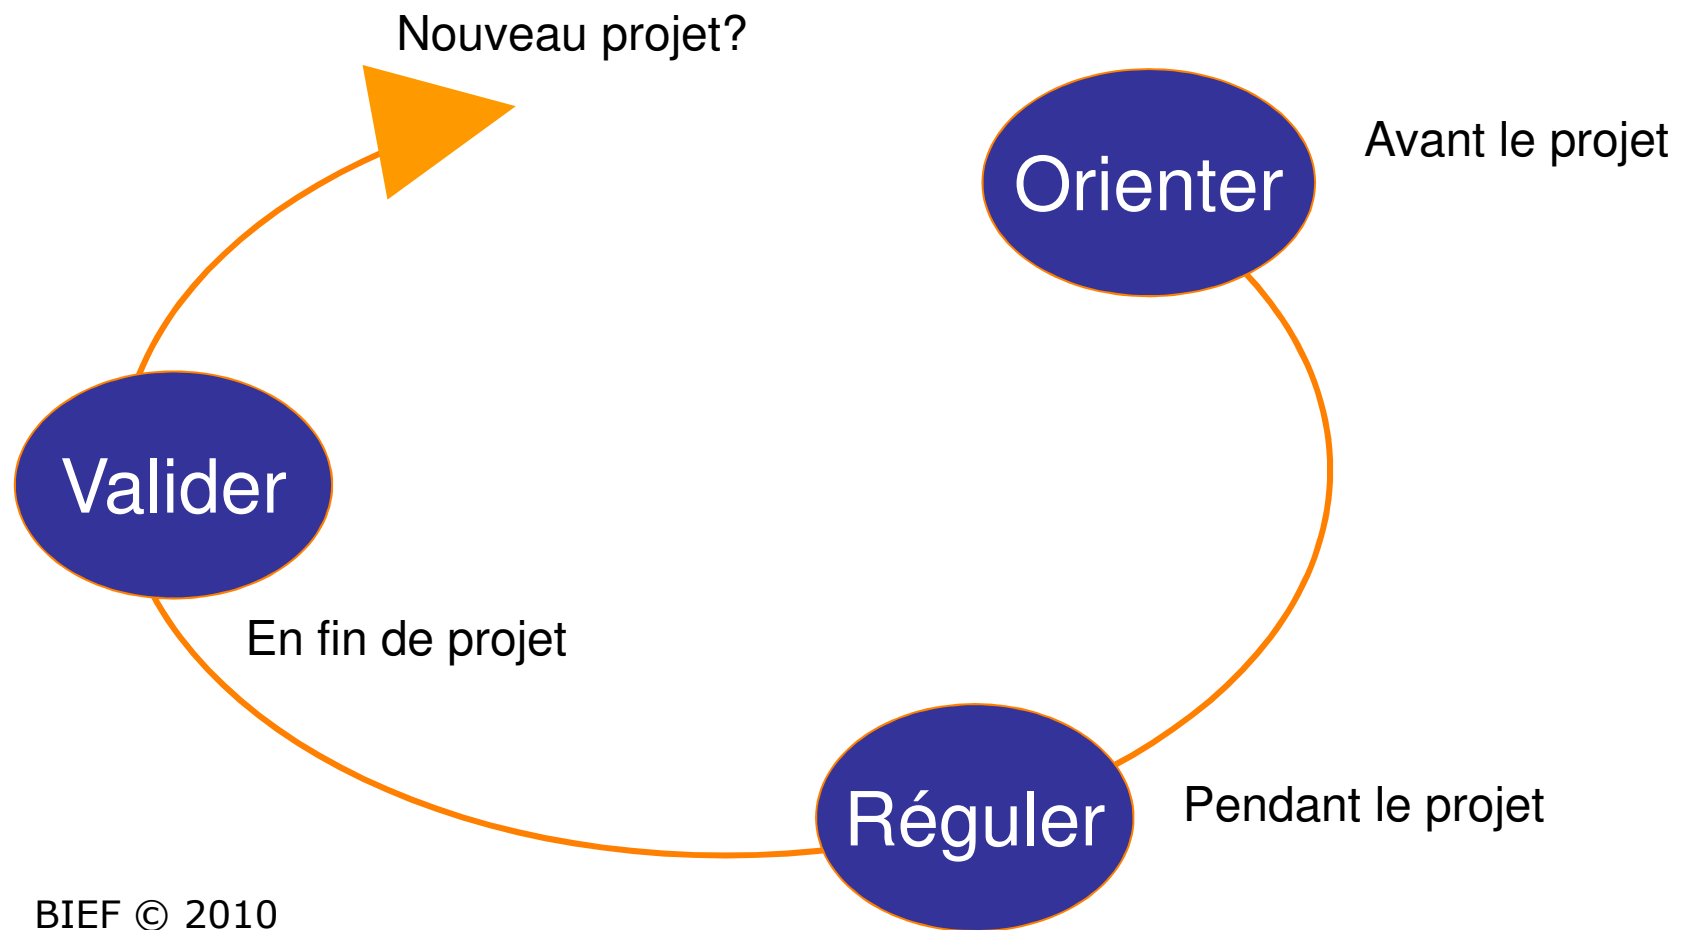 Nouveau projet?
Avant le projet
Orienter
Valider
En fin de projet
Réguler
Pendant le projet
BIEF © 2010